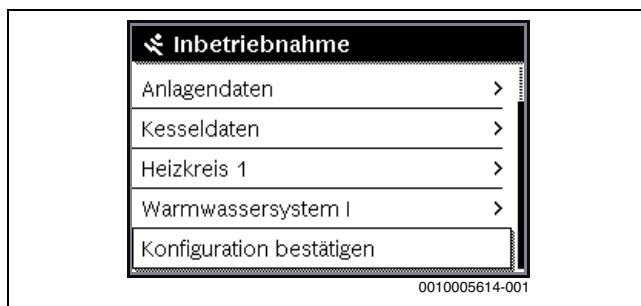 Inbetriebnahme
Anlagendaten >
Kesseldaten >
Heizkreis 1 >
Warmwassersystem I >
Konfiguration bestätigen
0010005614-001